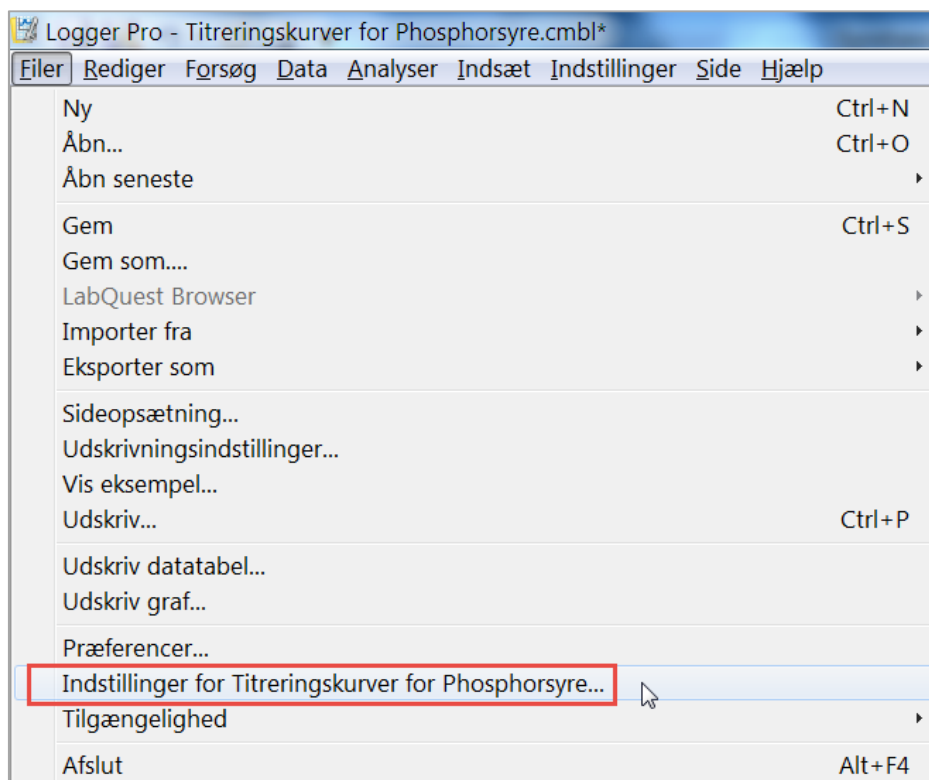 Logger Pro - Titreringskurver for Phosphorsyre.cmbl*
Filer Rediger Forsøg Data Analyser Indsæt Indstillinger Side Hjælp
Ny Ctrl+N
Åbn... Ctrl+O
Åbn seneste
Gem Ctrl+S
Gem som....
LabQuest Browser
Importer fra
Eksporter som
Sideopsætning...
Udskrivningsindstillinger...
Vis eksempel...
Udskriv... Ctrl+P
Udskriv datatabel...
Udskriv graf...
Præferencer...
Indstillinger for Titreringskurver for Phosphorsyre...
Tilgængelighed
Afslut Alt+F4